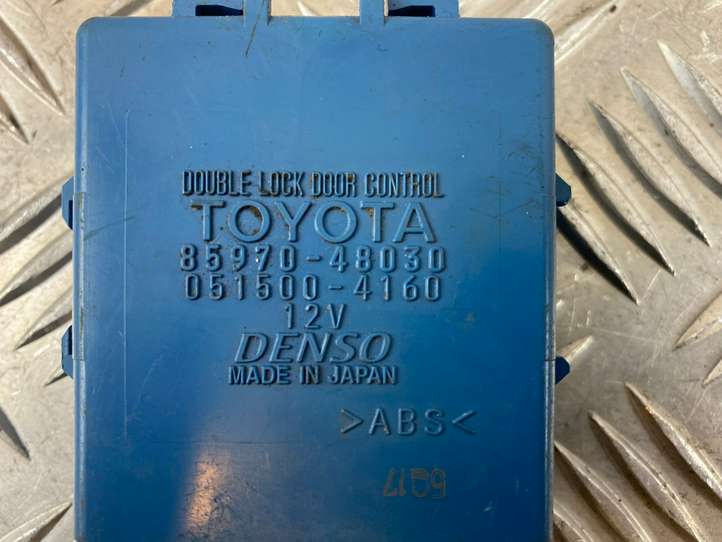 DOUBLE LOCK DOOR CONTROL
TOYOTA
85970-48030
051500-4160
12V
DENSO
MADE IN JAPAN
>ABS<